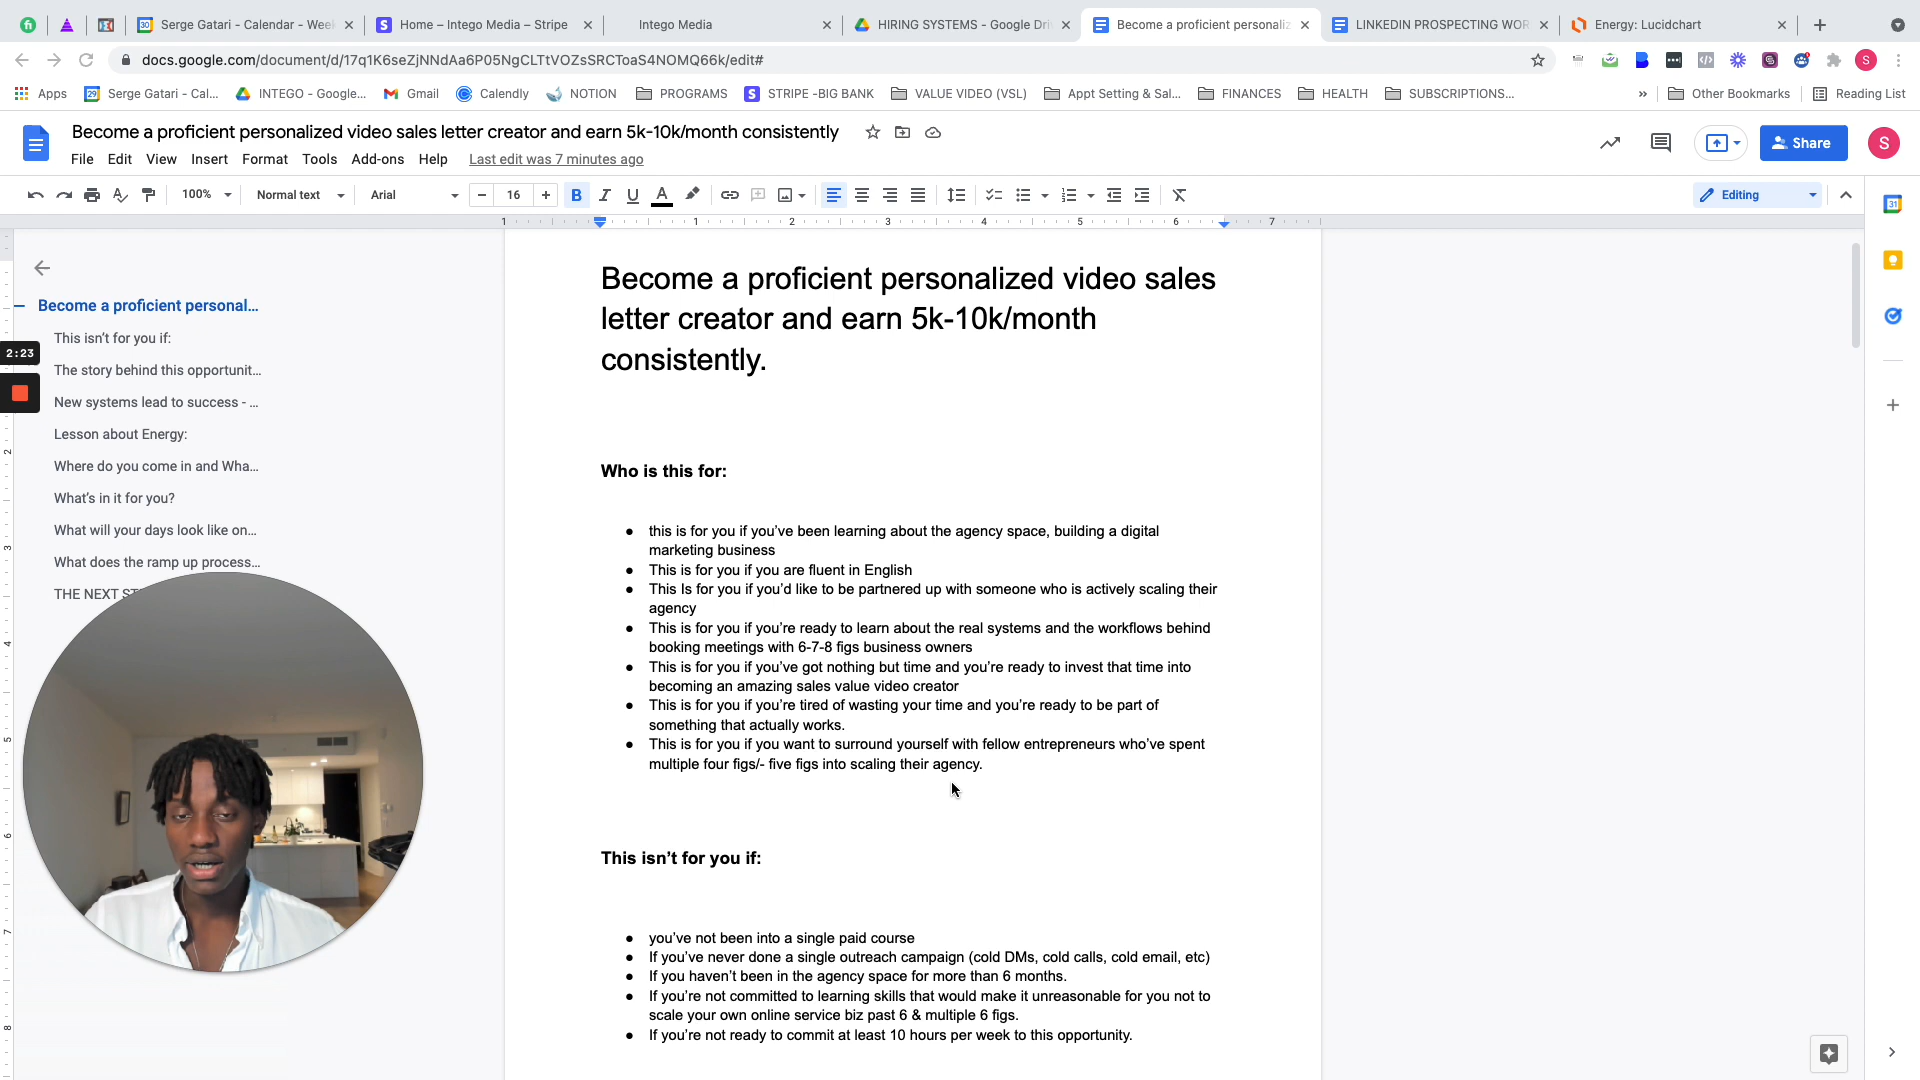 Serge Gatari - Calendar - Wee
Home – Intego Media – Stripe
Intego Media
HIRING SYSTEMS - Google Dri
Become a proficient personaliz
LINKEDIN PROSPECTING WOR
Energy: Lucidchart
docs.google.com/document/d/17q1K6seZjNNdAa6P05NgCLTtVOZsSRCToaS4NOMQ66k/edit#
Apps
Serge Gatari - Cal...
INTEGO - Google...
Gmail
Calendly
NOTION
PROGRAMS
STRIPE -BIG BANK
VALUE VIDEO (VSL)
Appt Setting & Sal...
FINANCES
HEALTH
SUBSCRIPTIONS...
»
Other Bookmarks
Reading List
Become a proficient personalized video sales letter creator and earn 5k-10k/month consistently
File Edit View Insert Format Tools Add-ons Help Last edit was 7 minutes ago
Share
S
100% Normal text Arial 16 B I U A
Editing
1 1 2 3 4 5 6 7
Become a proficient personal...
This isn't for you if:
2:23
The story behind this opportunit...
New systems lead to success - ...
Lesson about Energy:
Where do you come in and Wha...
What's in it for you?
What will your days look like on...
What does the ramp up process...
THE NEXT ST
Become a proficient personalized video sales
letter creator and earn 5k-10k/month
consistently.
Who is this for:
● this is for you if you've been learning about the agency space, building a digital
marketing business
● This is for you if you are fluent in English
● This Is for you if you'd like to be partnered up with someone who is actively scaling their
agency
● This is for you if you're ready to learn about the real systems and the workflows behind
booking meetings with 6-7-8 figs business owners
● This is for you if you've got nothing but time and you're ready to invest that time into
becoming an amazing sales value video creator
● This is for you if you're tired of wasting your time and you're ready to be part of
something that actually works.
● This is for you if you want to surround yourself with fellow entrepreneurs who've spent
multiple four figs/- five figs into scaling their agency.
This isn't for you if:
● you've not been into a single paid course
● If you've never done a single outreach campaign (cold DMs, cold calls, cold email, etc)
● If you haven't been in the agency space for more than 6 months.
● If you're not committed to learning skills that would make it unreasonable for you not to
scale your own online service biz past 6 & multiple 6 figs.
● If you're not ready to commit at least 10 hours per week to this opportunity.